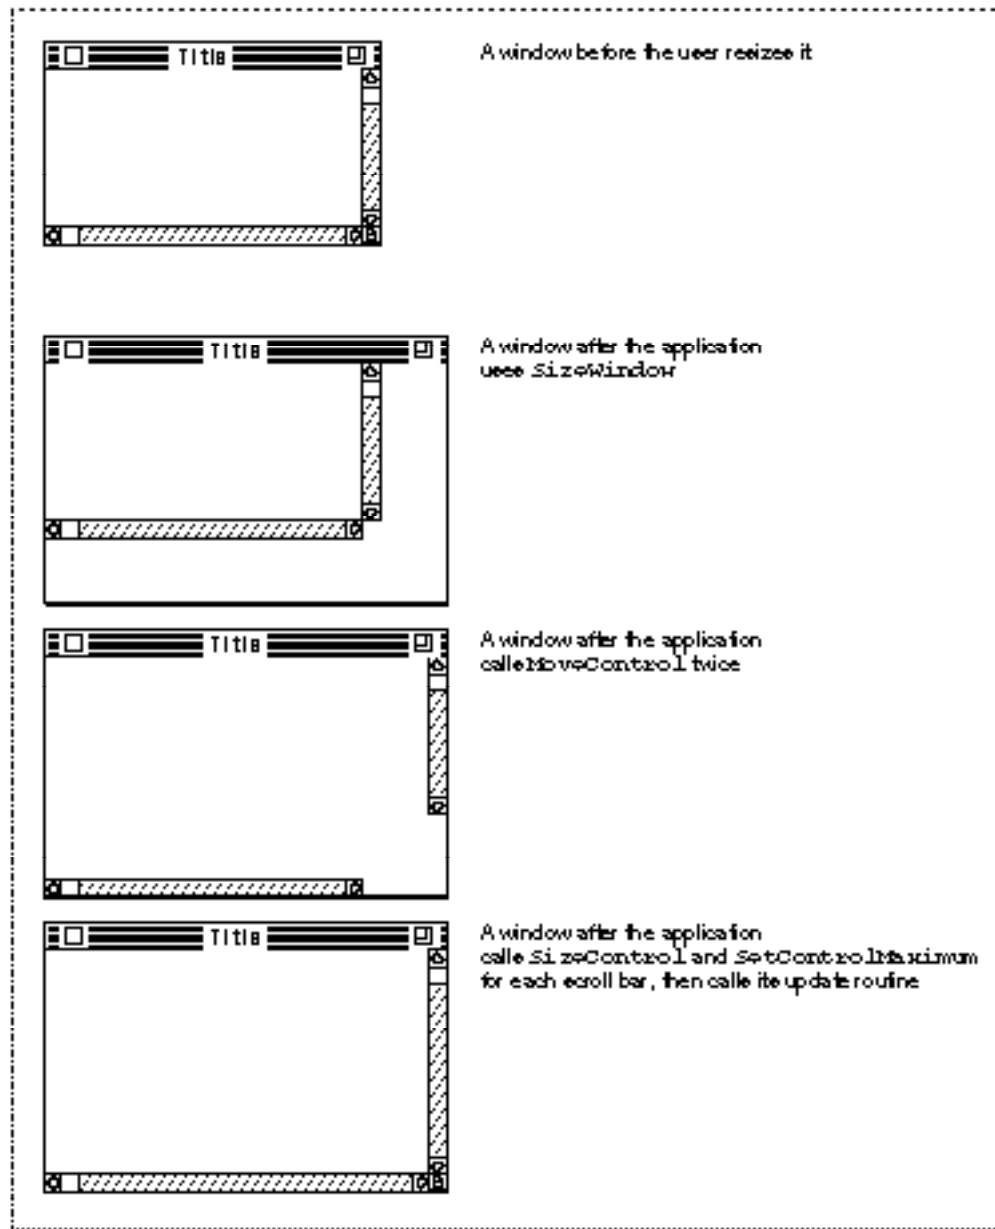 Title
A window before the user resizes it
Title
A window after the application
uses SizeWindow
Title
A window after the application
calls MoveControl twice
Title
A window after the application
calls SizeControl and SetControlMaximum
for each scroll bar, then calls its update routine